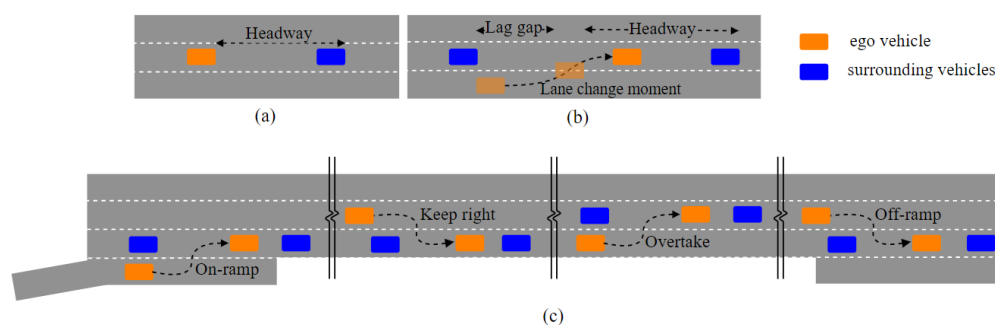 Headway
(a)
Lag gap
Headway
Lane change moment
(b)
ego vehicle
surrounding vehicles
On-ramp
Keep right
Overtake
Off-ramp
(c)